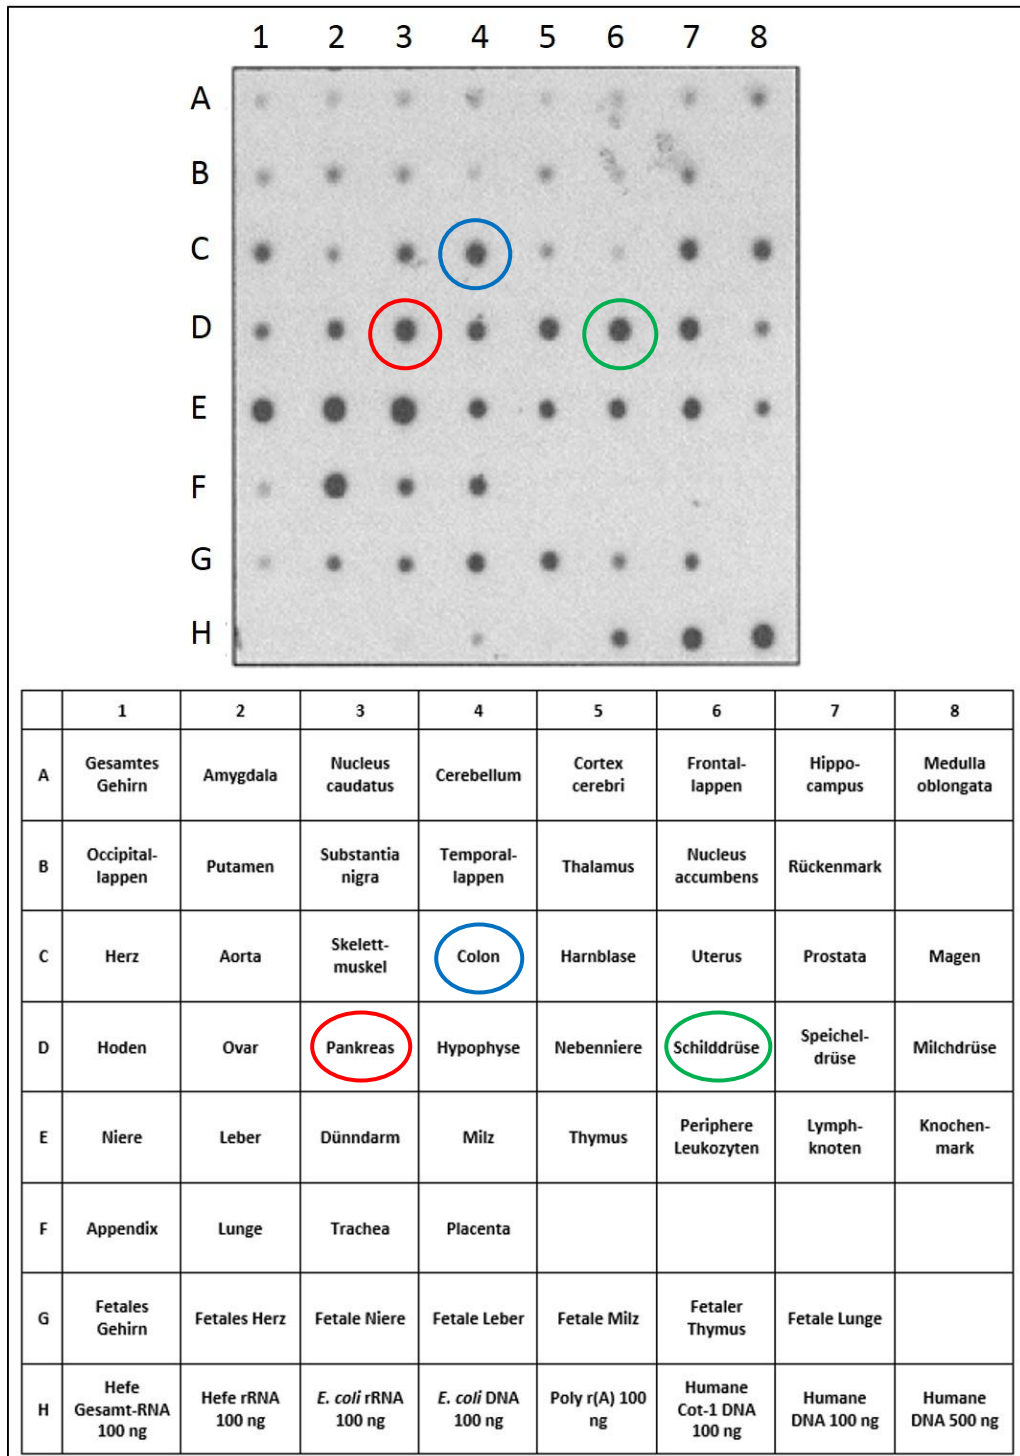 1 2 3 4 5 6 7 8
A
B
C
D
E
F
G
H
1 2 3 4 5 6 7 8
A Gesamtes Gehirn Amygdala Nucleus caudatus Cerebellum Cortex cerebri Frontal-lappen Hippo-campus Medulla oblongata
B Occipital-lappen Putamen Substantia nigra Temporal-lappen Thalamus Nucleus accumbens Rückenmark
C Herz Aorta Skelett-muskel Colon Harnblase Uterus Prostata Magen
D Hoden Ovar Pankreas Hypophyse Nebenniere Schilddrüse Speichel-drüse Milchdrüse
E Niere Leber Dünndarm Milz Thymus Periphere Leukozyten Lymph-knoten Knochen-mark
F Appendix Lunge Trachea Placenta
G Fetales Gehirn Fetales Herz Fetale Niere Fetale Leber Fetale Milz Fetaler Thymus Fetale Lunge
H Hefe Gesamt-RNA 100 ng Hefe rRNA 100 ng E. coli rRNA 100 ng E. coli DNA 100 ng Poly r(A) 100 ng Humane Cot-1 DNA 100 ng Humane DNA 100 ng Humane DNA 500 ng